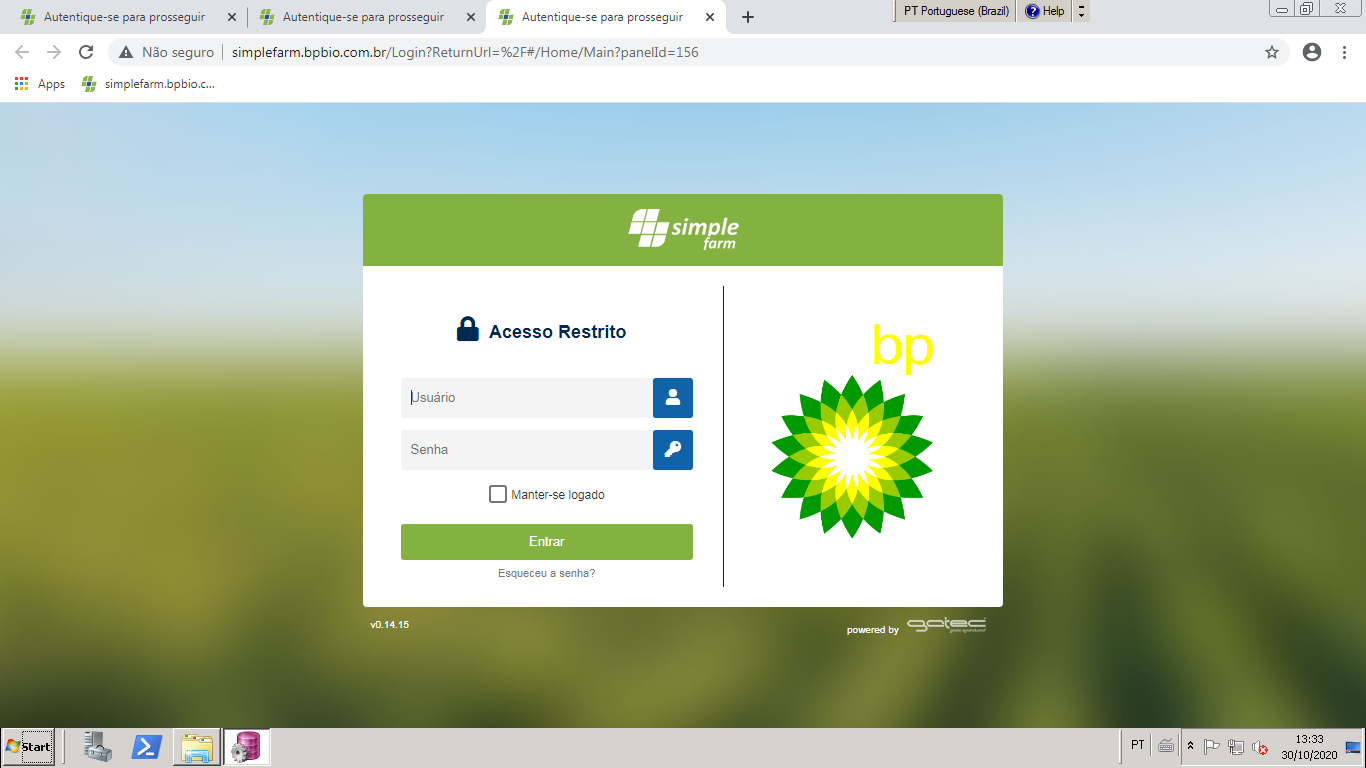 Autentique-se para prosseguir
Autentique-se para prosseguir
Autentique-se para prosseguir
PT Portuguese (Brazil)
Help
Não seguro
simplefarm.bpbio.com.br/Login?ReturnUrl=%2F#/Home/Main?panelId=156
Apps
simplefarm.bpbio.c...
simple
farm
Acesso Restrito
bp
Usuário
Senha
Manter-se logado
Entrar
Esqueceu a senha?
v0.14.15
powered by
gatec
Start
PT
13:33
30/10/2020